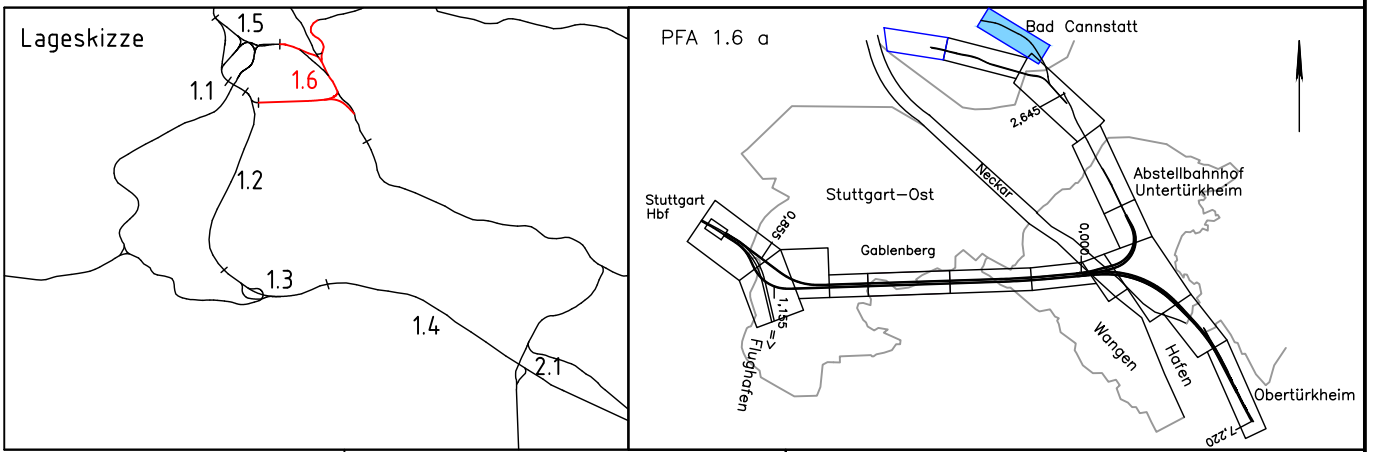 Lageskizze
1.5
1.6
1.1
1.2
1.3
1.4
2.1
PFA 1.6 a
Bad Cannstatt
2,645
Neckar
Abstellbahnhof
Untertürkheim
Stuttgart
Hbf
Stuttgart-Ost
0,855
Gablenberg
0,000
1,155 =>
Flughafen
Wangen
Hafen
Obertürkheim
-7,220